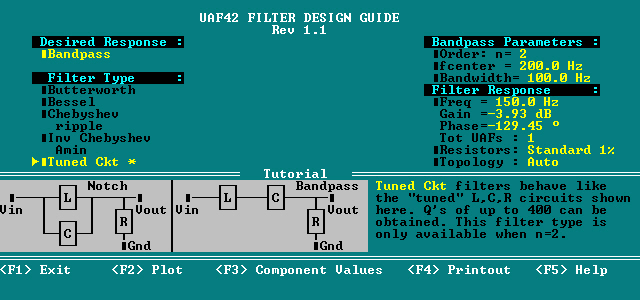 UAF42 FILTER DESIGN GUIDE
Rev 1.1
Desired Response :
Bandpass
Filter Type :
Butterworth
Bessel
Chebyshev
ripple
Inv Chebyshev
Amin
Tuned Ckt *
Bandpass Parameters :
Order: n= 2
fcenter = 200.0 Hz
Bandwidth= 100.0 Hz
Filter Response :
Freq = 150.0 Hz
Gain =-3.93 dB
Phase=-129.45 °
Tot UAFs : 1
Resistors: Standard 1%
Topology : Auto
Tutorial
Notch
L
Vin
Vout
C
R
Gnd
Bandpass
L
C
Vin
Vout
R
Gnd
Tuned Ckt filters behave like
the "tuned" L,C,R circuits shown
here. Q's of up to 400 can be
obtained. This filter type is
only available when n=2.
<F1> Exit <F2> Plot <F3> Component Values <F4> Printout <F5> Help